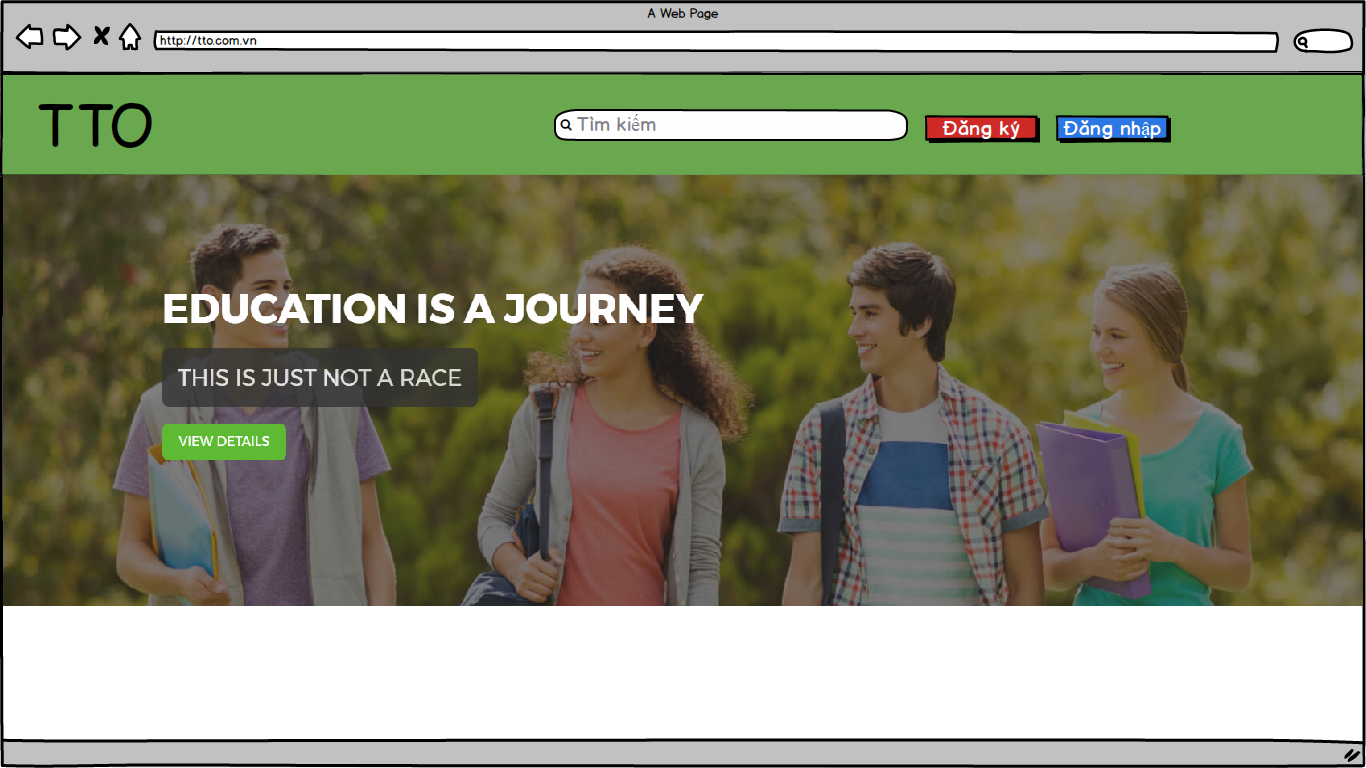 A Web Page
http://tto.com.vn
TTO
Tìm kiếm
Đăng ký
Đăng nhập
EDUCATION IS A JOURNEY
THIS IS JUST NOT A RACE
VIEW DETAILS